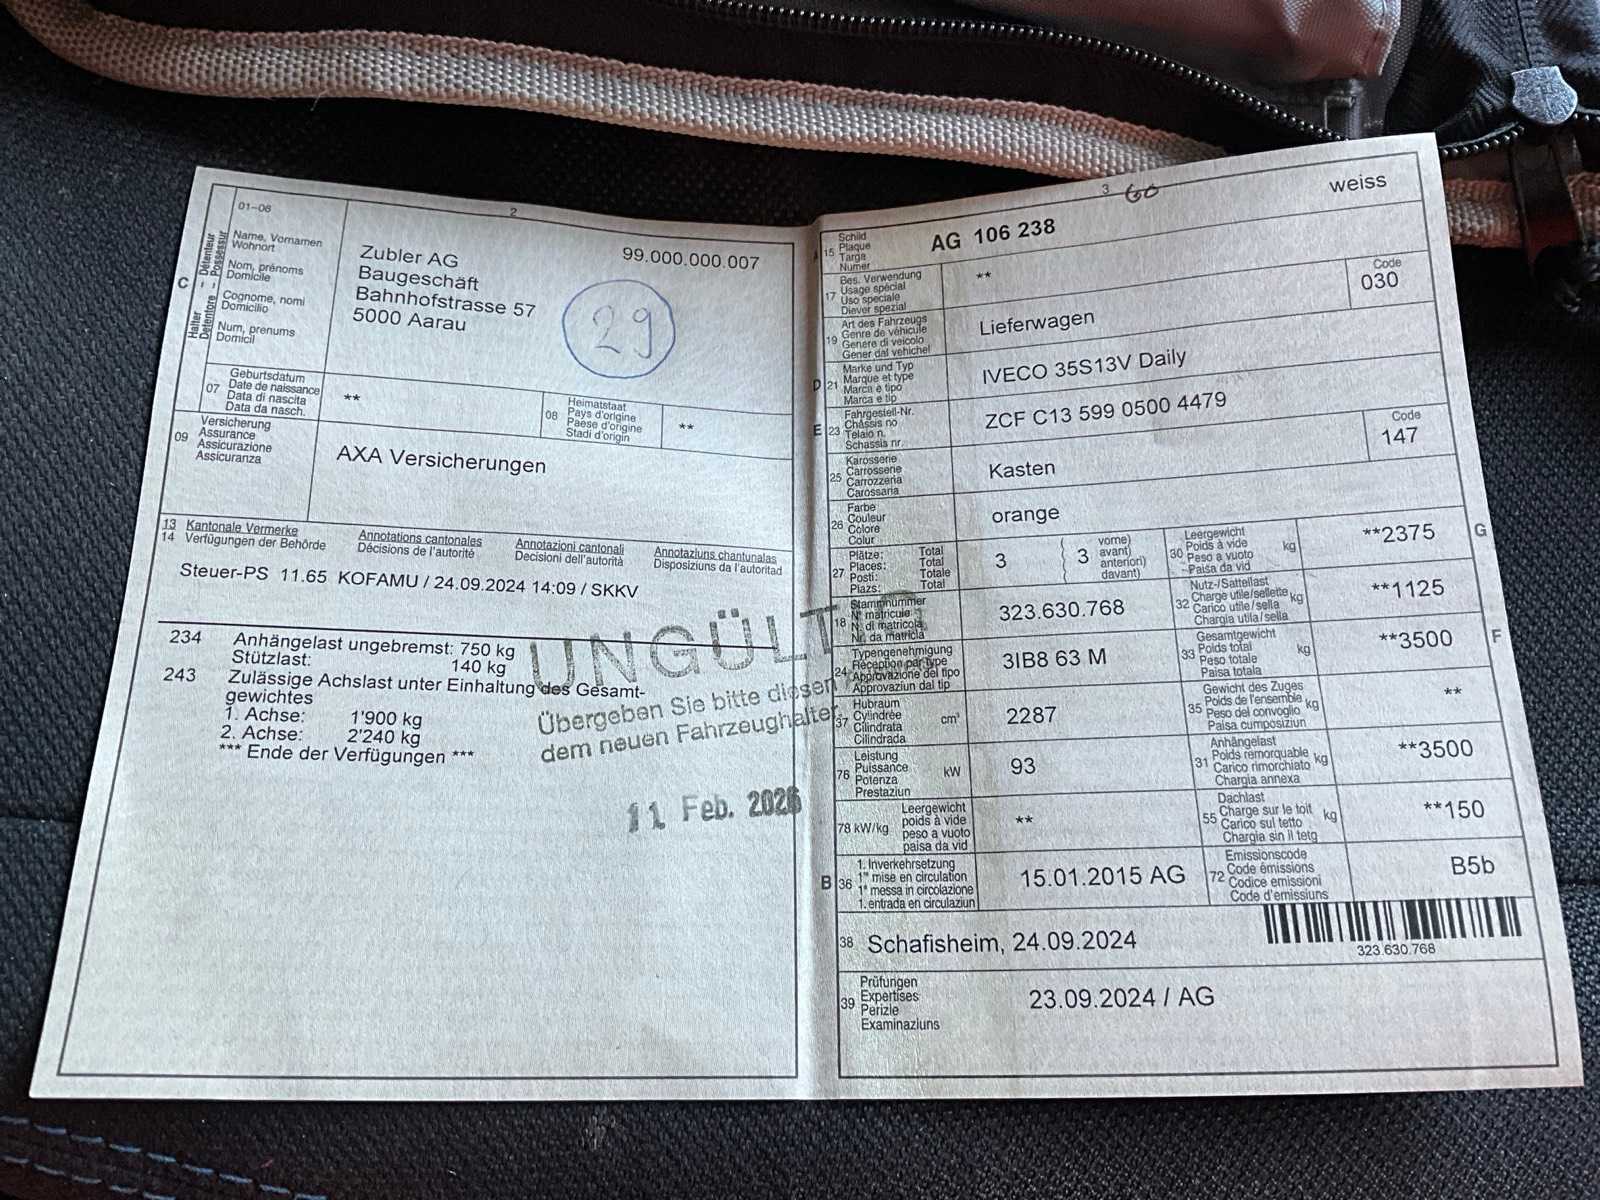 2
01–06
C
Halter - Détenteur
Detentore - Possessur
Name, Vornamen
Wohnort
Nom, prénoms
Domicile
Cognome, nomi
Domicilio
Num, prenums
Domicil
Zubler AG
Baugeschäft
Bahnhofstrasse 57
5000 Aarau
99.000.000.007
29
07
Geburtsdatum
Date de naissance
Data di nascita
Data da nasch.
**
08
Heimatstaat
Pays d'origine
Paese d'origine
Stadi d'origin
**
09
Versicherung
Assurance
Assicurazione
Assicuranza
AXA Versicherungen
13 Kantonale Vermerke
14 Verfügungen der Behörde
Annotations cantonales
Décisions de l'autorité
Annotazioni cantonali
Decisioni dell'autorità
Annotaziuns chantunalas
Disposiziuns da l'autoritad
Steuer-PS 11.65 KOFAMU / 24.09.2024 14:09 / SKKV
234 Anhängelast ungebremst: 750 kg
Stützlast: 140 kg
243 Zulässige Achslast unter Einhaltung des Gesamt-
gewichtes
1. Achse: 1'900 kg
2. Achse: 2'240 kg
*** Ende der Verfügungen ***
Übergeben Sie bitte diesen
dem neuen Fahrzeughalter
11 Feb. 2026
3
weiss
A 15
Schild
Plaque
Targa
Numer
AG 106 238
17
Bes. Verwendung
Usage spécial
Uso speciale
Diever spezial
**
19
Art des Fahrzeugs
Genre de véhicule
Genere di veicolo
Gener dal vehichel
Lieferwagen
Code
030
D 21
Marke und Typ
Marque et type
Marca e tipo
Marca e tip
IVECO 35S13V Daily
E 23
Fahrgestell-Nr.
Châssis no
Telaio n.
Schassis nr.
ZCF C13 599 0500 4479
25
Karosserie
Carrosserie
Carrozzeria
Carossaria
Kasten
Code
147
26
Farbe
Couleur
Colore
Colur
orange
27
Plätze: Total
Places: Total
Posti: Totale
Plazs: Total
3
3
vorne)
avant)
anteriori)
davant)
30
Leergewicht
Poids à vide
Peso a vuoto
Paisa da vid
kg
**2375
G
18
Stammnummer
N° matricule
N. di matricola
Nr. da matricla
323.630.768
32
Nutz-/Sattellast
Charge utile/sellette
Carico utile/sella
Chargia utila/sella
kg
**1125
24
Typengenehmigung
Réception par type
Approvazione del tipo
Approvaziun dal tip
3IB8 63 M
33
Gesamtgewicht
Poids total
Peso totale
Paisa totala
kg
**3500
F
37
Hubraum
Cylindrée
Cilindrata
Cilindrada
cm³
2287
35
Gewicht des Zuges
Poids de l'ensemble
Peso del convoglio
Paisa cumposiziun
kg
**
76
Leistung
Puissance
Potenza
Prestaziun
kW
93
31
Anhängelast
Poids remorquable
Carico rimorchiato
Chargia annexa
kg
**3500
78 kW/kg
Leergewicht
poids à vide
peso a vuoto
paisa da vid
**
55
Dachlast
Charge sur le toit
Carico sul tetto
Chargia sin il tetg
kg
**150
B 36
1. Inverkehrsetzung
1re mise en circulation
1a messa in circolazione
1. entrada en circulaziun
15.01.2015 AG
72
Emissionscode
Code émissions
Codice emissioni
Code d'emissiuns
B5b
38 Schafisheim, 24.09.2024
323.630.768
39
Prüfungen
Expertises
Perizie
Examinaziuns
23.09.2024 / AG